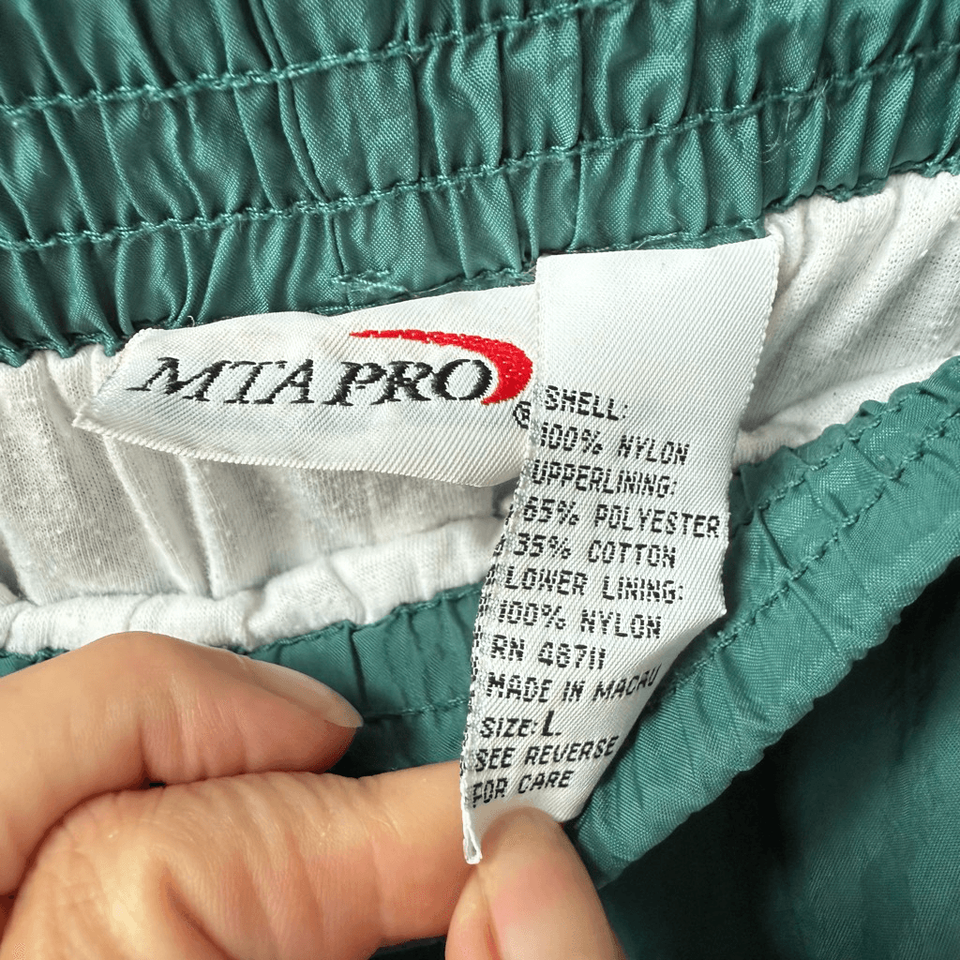 MTA PRO
®
SHELL:
100% NYLON
UPPERLINING:
65% POLYESTER
35% COTTON
LOWER LINING:
100% NYLON
RN 48711
MADE IN MACAU
SIZE: L
SEE REVERSE
FOR CARE